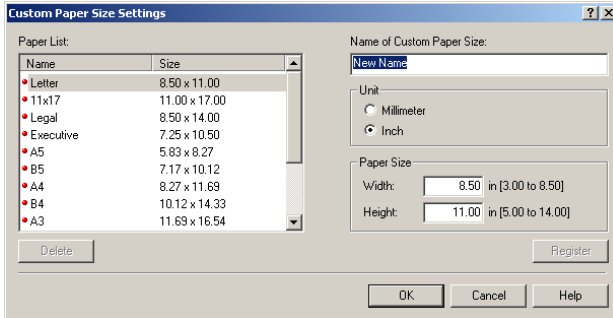 Custom Paper Size Settings
Paper List:
Name Size
Letter 8.50 x 11.00
11x17 11.00 x 17.00
Legal 8.50 x 14.00
Executive 7.25 x 10.50
A5 5.83 x 8.27
B5 7.17 x 10.12
A4 8.27 x 11.69
B4 10.12 x 14.33
A3 11.69 x 16.54
Delete
Name of Custom Paper Size:
New Name
Unit
Millimeter
Inch
Paper Size
Width: 8.50 in [3.00 to 8.50]
Height: 11.00 in [5.00 to 14.00]
Register
OK Cancel Help